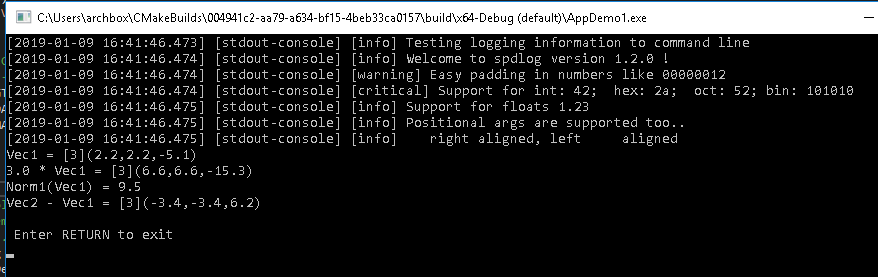 C:\Users\archbox\CMakeBuilds\004941c2-aa79-a634-bf15-4beb33ca0157\build\x64-Debug (default)\AppDemo1.exe
[2019-01-09 16:41:46.473] [stdout-console] [info] Testing logging information to command line
[2019-01-09 16:41:46.474] [stdout-console] [info] Welcome to spdlog version 1.2.0 !
[2019-01-09 16:41:46.474] [stdout-console] [warning] Easy padding in numbers like 00000012
[2019-01-09 16:41:46.474] [stdout-console] [critical] Support for int: 42;  hex: 2a;  oct: 52; bin: 101010
[2019-01-09 16:41:46.475] [stdout-console] [info] Support for floats 1.23
[2019-01-09 16:41:46.475] [stdout-console] [info] Positional args are supported too..
[2019-01-09 16:41:46.475] [stdout-console] [info]    right aligned, left     aligned
Vec1 = [3](2.2,2.2,-5.1)
3.0 * Vec1 = [3](6.6,6.6,-15.3)
Norm1(Vec1) = 9.5
Vec2 - Vec1 = [3](-3.4,-3.4,6.2)
Enter RETURN to exit